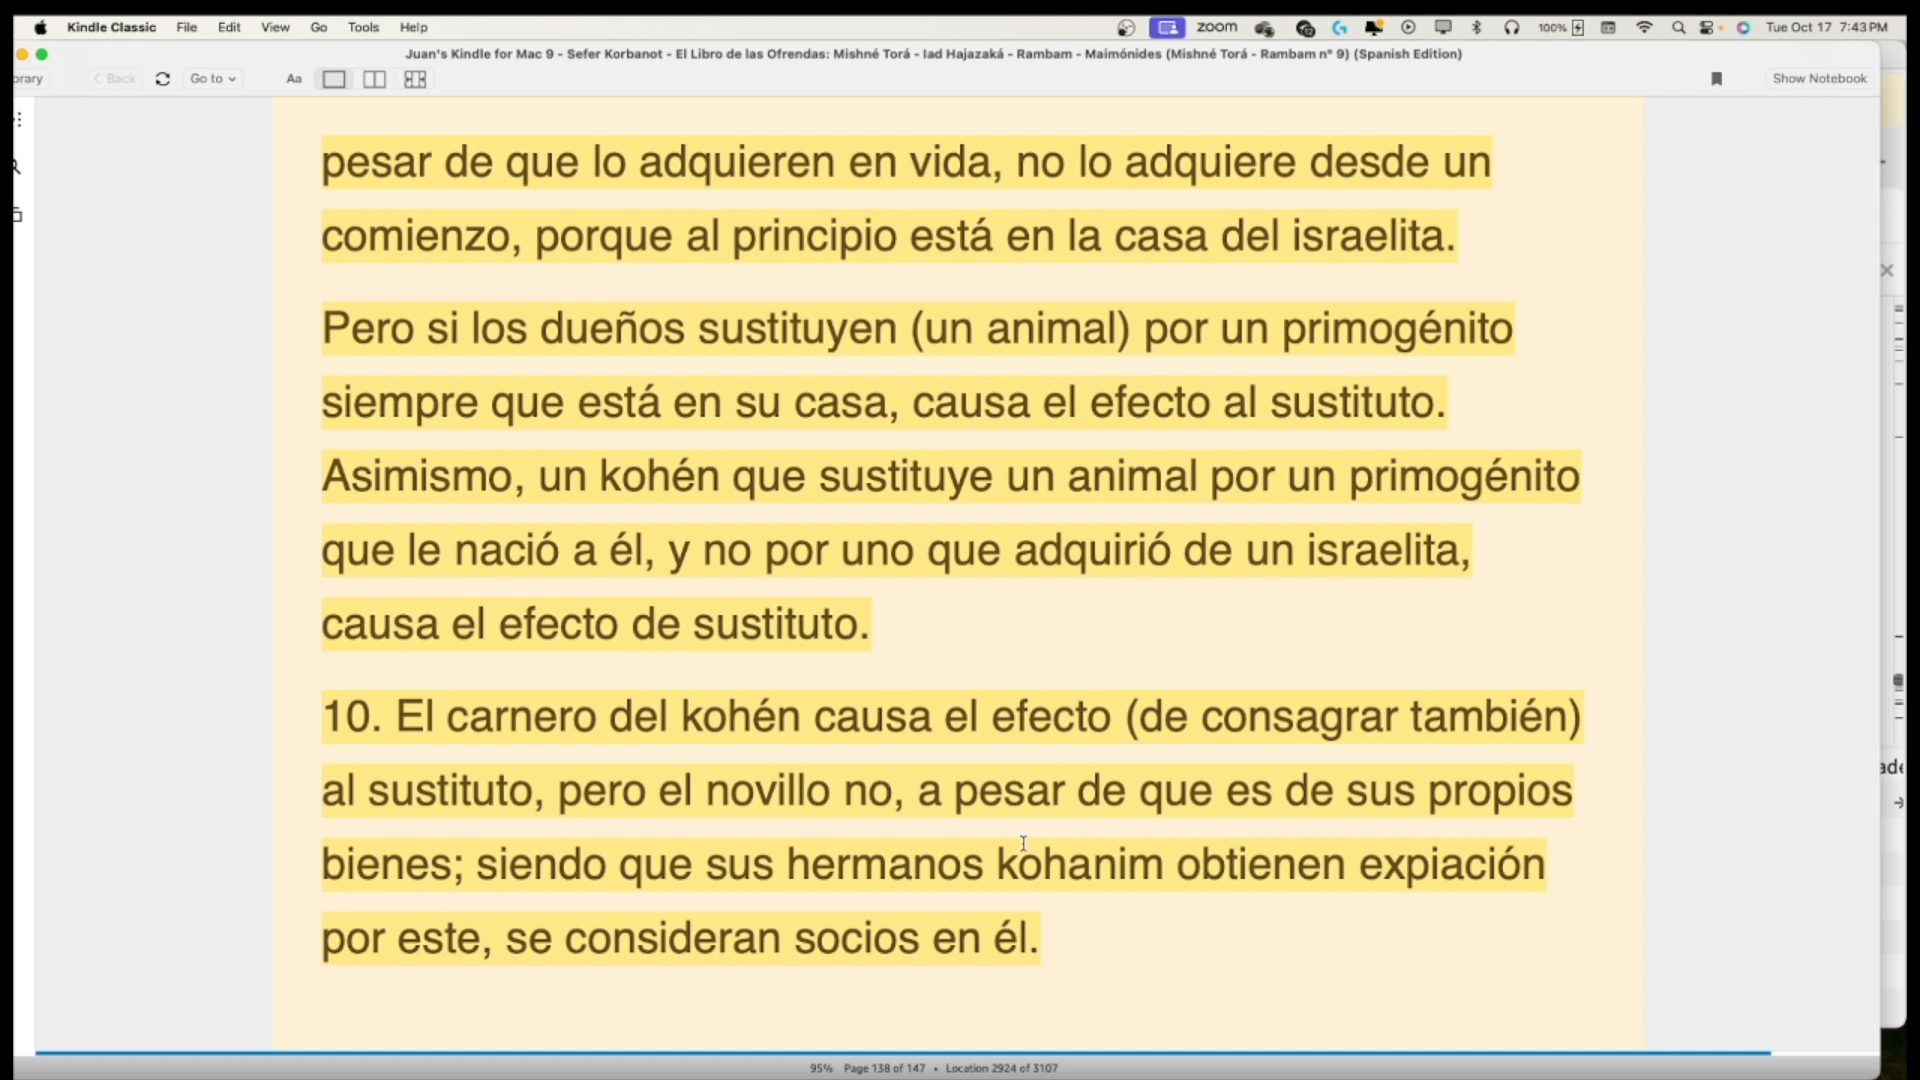 Kindle Classic File Edit View Go Tools Help zoom 100% Tue Oct 17 7:43 PM
Juan's Kindle for Mac 9 - Sefer Korbanot - El Libro de las Ofrendas: Mishné Torá - Iad Hajazaká - Rambam - Maimónides (Mishné Torá - Rambam nº 9) (Spanish Edition)
brary < Back Go to Aa Show Notebook
pesar de que lo adquieren en vida, no lo adquiere desde un
comienzo, porque al principio está en la casa del israelita.
Pero si los dueños sustituyen (un animal) por un primogénito
siempre que está en su casa, causa el efecto al sustituto.
Asimismo, un kohén que sustituye un animal por un primogénito
que le nació a él, y no por uno que adquirió de un israelita,
causa el efecto de sustituto.
10. El carnero del kohén causa el efecto (de consagrar también)
al sustituto, pero el novillo no, a pesar de que es de sus propios
bienes; siendo que sus hermanos kohanim obtienen expiación
por este, se consideran socios en él.
95% Page 138 of 147 • Location 2924 of 3107